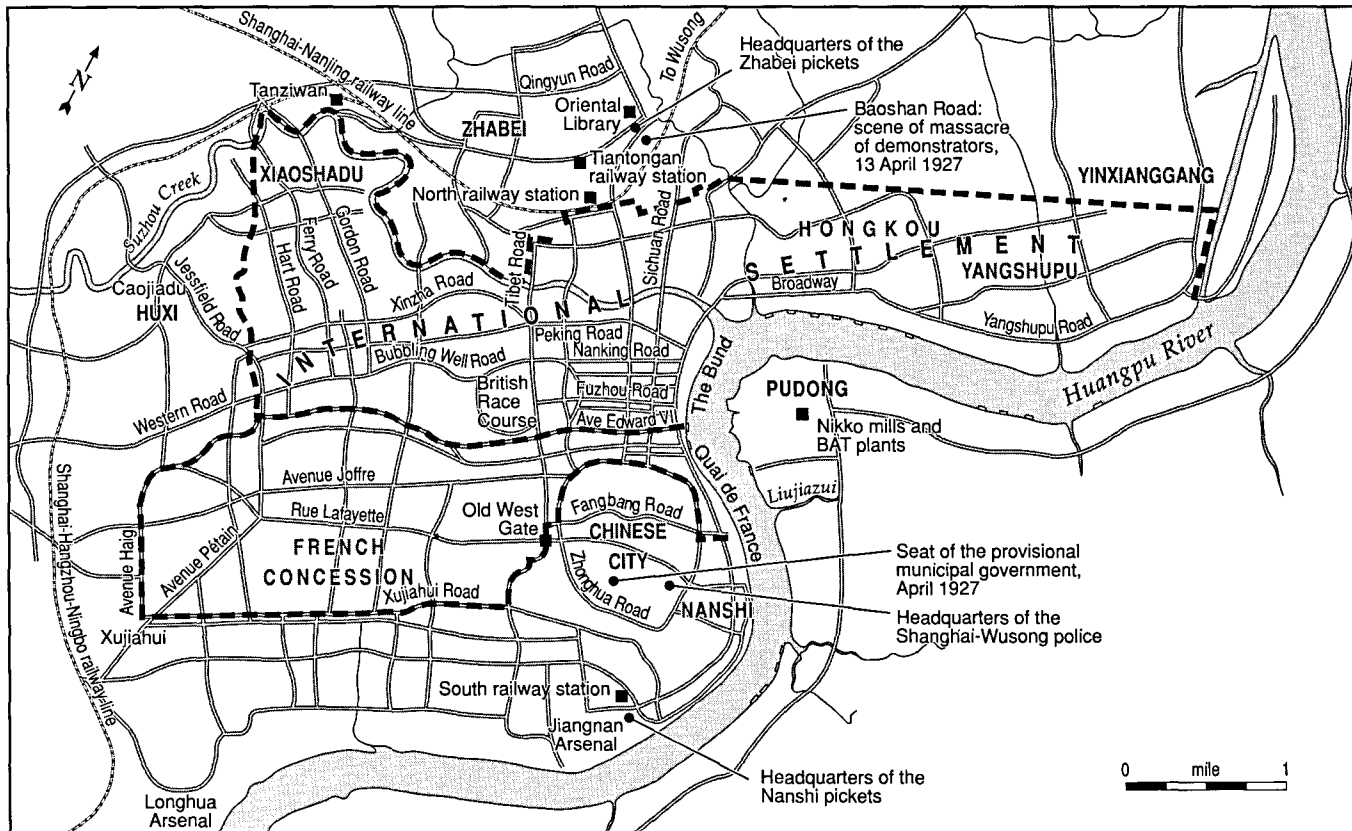 N
Shanghai-Nanjing railway line
To Wusong
Headquarters of the
Zhabei pickets
Qingyun Road
Tanziwan
Oriental
Library
ZHABEI
Baoshan Road:
scene of massacre
of demonstrators,
13 April 1927
Tiantongan
railway station
XIAOSHADU
North railway station
YINXIANGGANG
Suzhou Creek
Gordon Road
Ferry Road
Hart Road
Tibet Road
Sichuan Road
HONGKOU
SETTLEMENT
YANGSHUPU
Broadway
Jessfield Road
Caojiadu
HUXI
Xinzha Road
INTERNATIONAL
Yangshupu Road
Peking Road
Nanking Road
Bubbling Well Road
British
Race
Course
Fuzhou Road
The Bund
Huangpu River
Western Road
Ave Edward VII
PUDONG
Nikko mills and
BAT plants
Shanghai-Hangzhou-Ningbo railway-line
Avenue Joffre
Quai de France
Liujiazui
Rue Lafayette
Old West
Gate
Fangbang Road
CHINESE
CITY
Avenue Haig
Avenue Pétain
FRENCH
CONCESSION
Seat of the provisional
municipal government,
April 1927
Zhonghua Road
Xujiahui Road
NANSHI
Headquarters of the
Shanghai-Wusong police
Xujiahui
South railway station
Jiangnan
Arsenal
Headquarters of the
Nanshi pickets
Longhua
Arsenal
0 mile 1